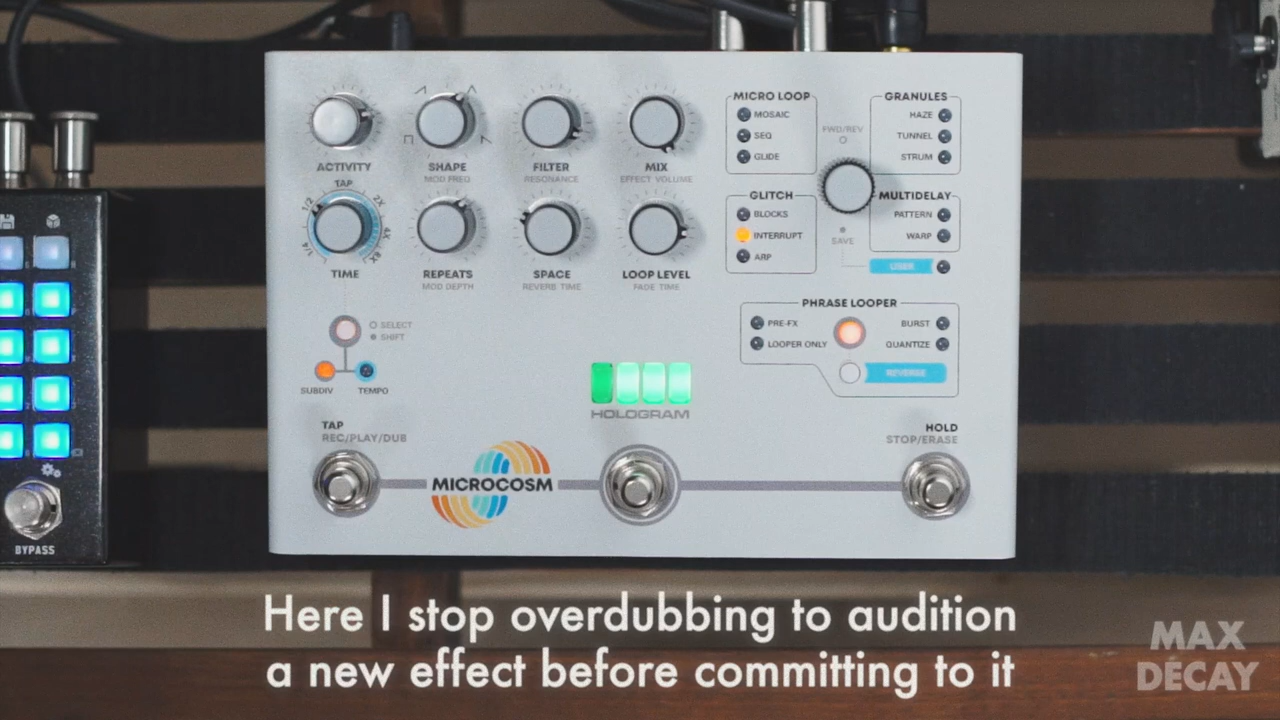 MICRO LOOP
GRANULES
MOSAIC
SEQ
GLIDE
FWD/REV
HAZE
TUNNEL
STRUM
ACTIVITY
SHAPE
MOD FREQ
FILTER
RESONANCE
MIX
EFFECT VOLUME
TAP
1/4
1/2
2X
4X
8X
TIME
REPEATS
MOD DEPTH
SPACE
REVERB TIME
LOOP LEVEL
FADE TIME
GLITCH
BLOCKS
INTERRUPT
ARP
SAVE
MULTIDELAY
PATTERN
WARP
USER
SELECT
SHIFT
SUBDIV
TEMPO
PHRASE LOOPER
PRE-FX
LOOPER ONLY
BURST
QUANTIZE
REVERSE
HOLOGRAM
TAP
REC/PLAY/DUB
HOLD
STOP/ERASE
MICROCOSM
BYPASS
Here I stop overdubbing to audition
a new effect before committing to it
MAX
DÉCAY